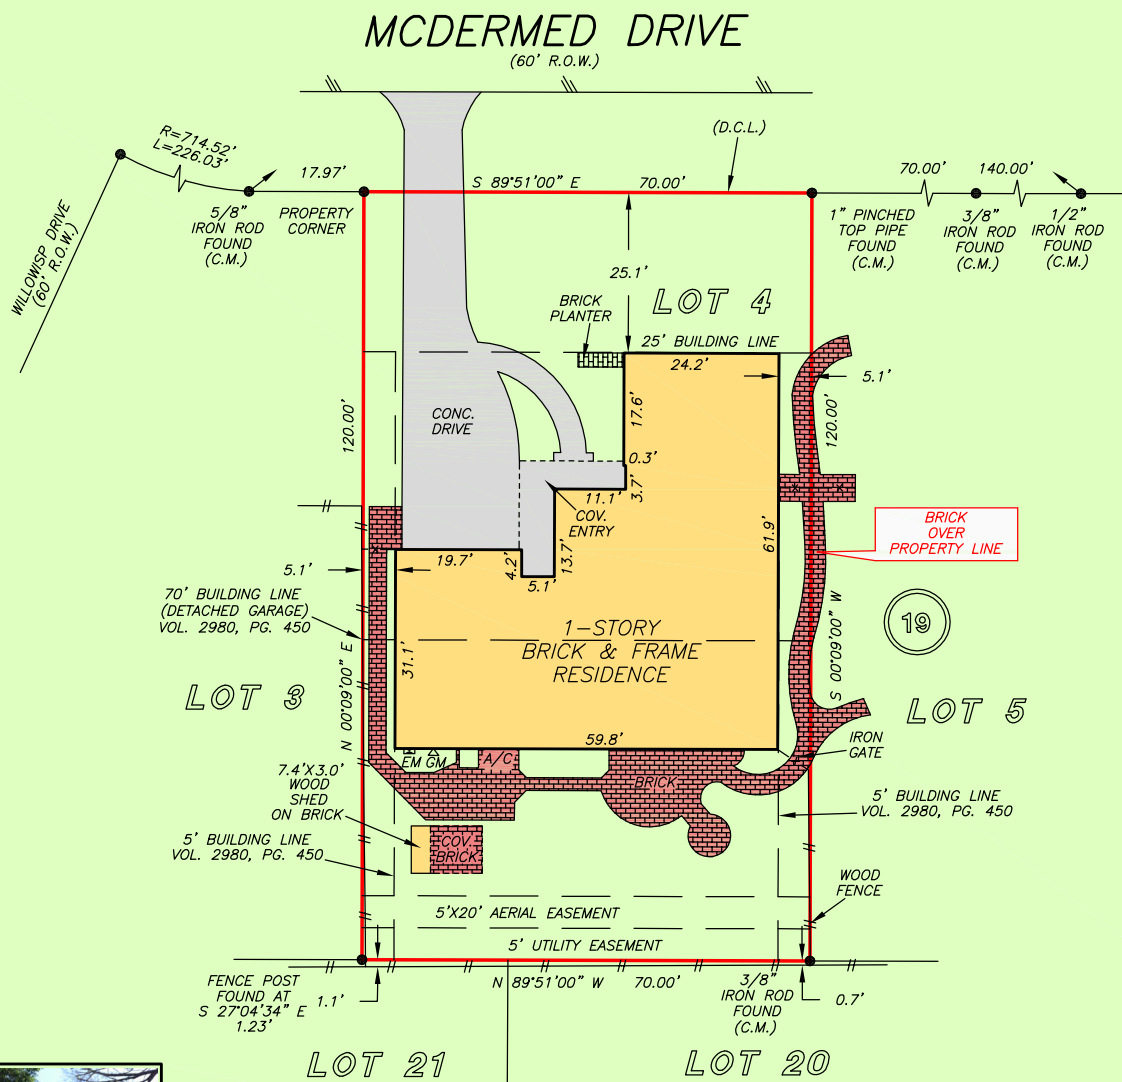 MCDERMED DRIVE
(60' R.O.W.)
(D.C.L.)
R=714.52'
L=226.03'
17.97'
S 89°51'00" E
70.00'
70.00'
140.00'
WILLOWISP DRIVE
(60' R.O.W.)
5/8"
IRON ROD
FOUND
(C.M.)
PROPERTY
CORNER
1" PINCHED
TOP PIPE
FOUND
(C.M.)
3/8"
IRON ROD
FOUND
(C.M.)
1/2"
IRON ROD
FOUND
(C.M.)
25.1'
LOT 4
BRICK
PLANTER
25' BUILDING LINE
24.2'
5.1'
120.00'
CONC.
DRIVE
17.6'
120.00'
0.3'
3.7'
11.1'
COV.
ENTRY
BRICK
OVER
PROPERTY LINE
61.9'
19.7'
4.2'
13.7'
5.1'
5.1'
70' BUILDING LINE
(DETACHED GARAGE)
VOL. 2980, PG. 450
1-STORY
BRICK & FRAME
RESIDENCE
19
31.1'
N 00°09'00" E
S 00°09'00" W
LOT 3
LOT 5
59.8'
IRON
GATE
EM GM
A/C
BRICK
7.4'X3.0'
WOOD
SHED
ON BRICK
5' BUILDING LINE
VOL. 2980, PG. 450
5' BUILDING LINE
VOL. 2980, PG. 450
COV.
BRICK
WOOD
FENCE
5'X20' AERIAL EASEMENT
5' UTILITY EASEMENT
N 89°51'00" W
70.00'
FENCE POST
FOUND AT
S 27°04'34" E
1.23'
1.1'
3/8"
IRON ROD
FOUND
(C.M.)
0.7'
LOT 21
LOT 20